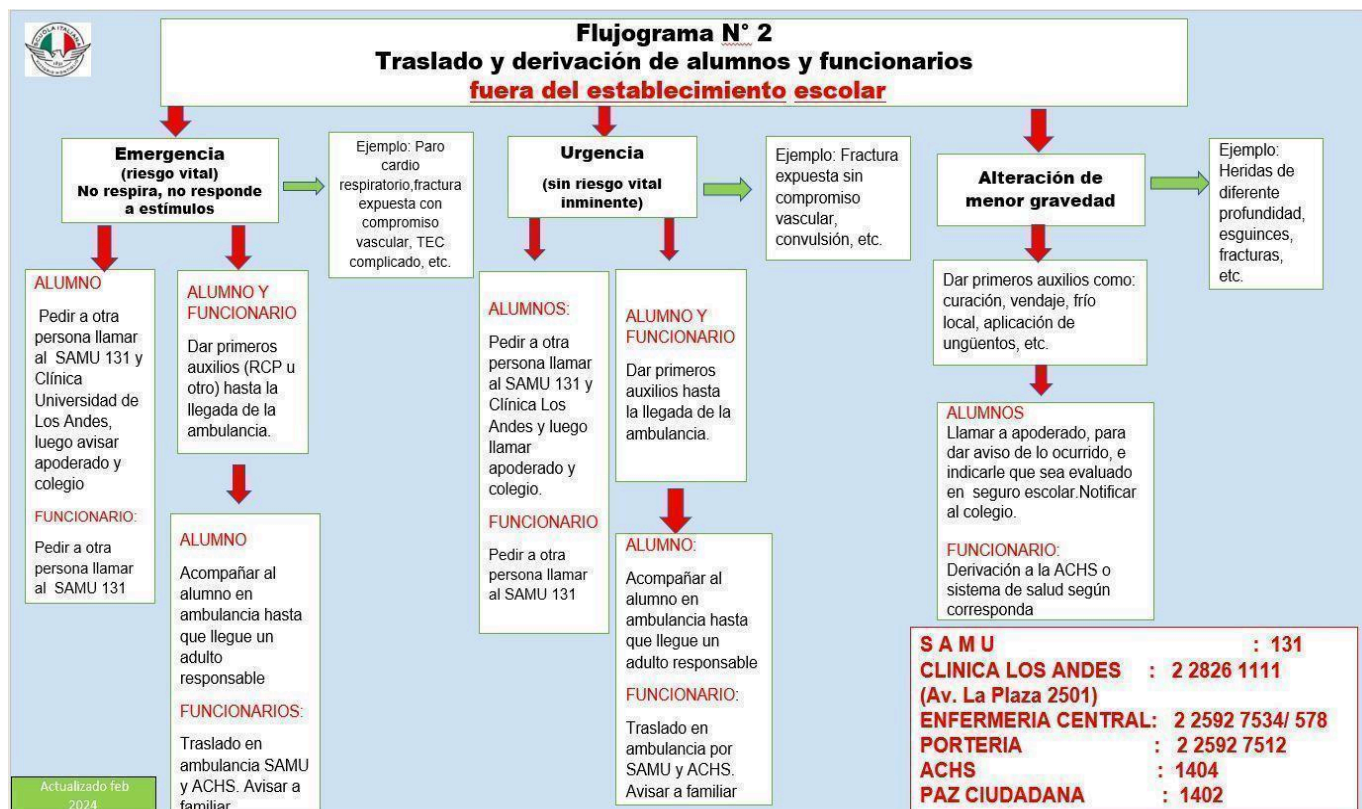 SCUOLA ITALIANA
Flujograma N° 2
Traslado y derivación de alumnos y funcionarios
fuera del establecimiento escolar
Emergencia
(riesgo vital)
No respira, no responde
a estímulos
Ejemplo: Paro
cardio
respiratorio,fractura
expuesta con
compromiso
vascular, TEC
complicado, etc.
ALUMNO
Pedir a otra
persona llamar
al SAMU 131 y
Clínica
Universidad de
Los Andes,
luego avisar
apoderado y
colegio
FUNCIONARIO:
Pedir a otra
persona llamar
al SAMU 131
ALUMNO Y
FUNCIONARIO
Dar primeros
auxilios (RCP u
otro) hasta la
llegada de la
ambulancia.
ALUMNO
Acompañar al
alumno en
ambulancia hasta
que llegue un
adulto
responsable
FUNCIONARIOS:
Traslado en
ambulancia SAMU
y ACHS. Avisar a
familiar
Urgencia
(sin riesgo vital
inminente)
Ejemplo: Fractura
expuesta sin
compromiso
vascular,
convulsión, etc.
ALUMNOS:
Pedir a otra
persona llamar
al SAMU 131 y
Clínica Los
Andes y luego
llamar
apoderado y
colegio.
FUNCIONARIO
Pedir a otra
persona llamar
al SAMU 131
ALUMNO Y
FUNCIONARIO
Dar primeros
auxilios hasta
la llegada de la
ambulancia.
ALUMNO:
Acompañar al
alumno en
ambulancia hasta
que llegue un
adulto responsable
FUNCIONARIO:
Traslado en
ambulancia por
SAMU y ACHS.
Avisar a familiar
Alteración de
menor gravedad
Ejemplo:
Heridas de
diferente
profundidad,
esguinces,
fracturas,
etc.
Dar primeros auxilios como:
curación, vendaje, frío
local, aplicación de
ungüentos, etc.
ALUMNOS
Llamar a apoderado, para
dar aviso de lo ocurrido, e
indicarle que sea evaluado
en seguro escolar.Notificar
al colegio.
FUNCIONARIO:
Derivación a la ACHS o
sistema de salud según
corresponda
S A M U : 131
CLINICA LOS ANDES : 2 2826 1111
(Av. La Plaza 2501)
ENFERMERIA CENTRAL: 2 2592 7534/ 578
PORTERIA : 2 2592 7512
ACHS : 1404
PAZ CIUDADANA : 1402
Actualizado feb
2024